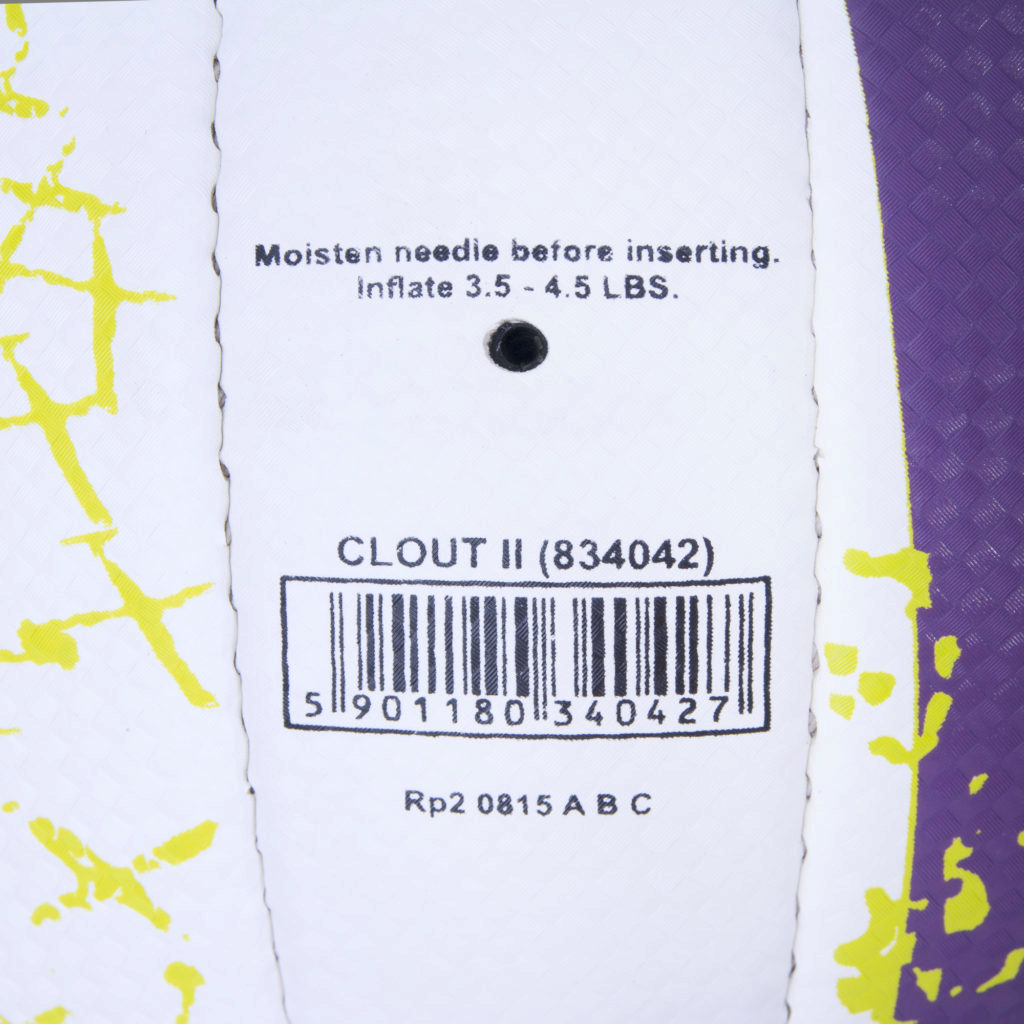 Moisten needle before inserting.
Inflate 3.5 - 4.5 LBS.
CLOUT II (834042)
5 901180 340427
Rp2 0815 A B C